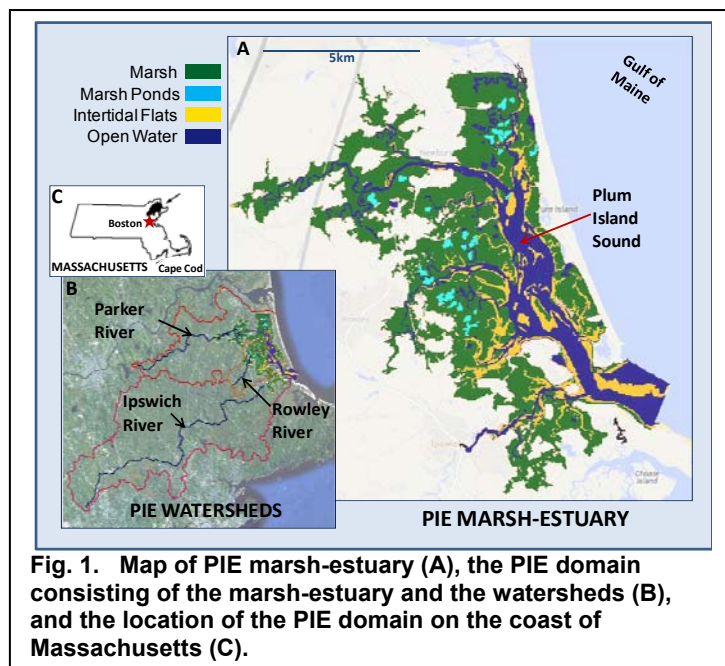 A
5km
Gulf of
Maine
Marsh
Marsh Ponds
Intertidal Flats
Open Water
Plum
Island
Sound
C
Boston
MASSACHUSETTS
Cape Cod
B
Parker
River
Ipswich
River
Rowley
River
PIE WATERSHEDS
PIE MARSH-ESTUARY
Choate
Island
Fig. 1. Map of PIE marsh-estuary (A), the PIE domain
consisting of the marsh-estuary and the watersheds (B),
and the location of the PIE domain on the coast of
Massachusetts (C).